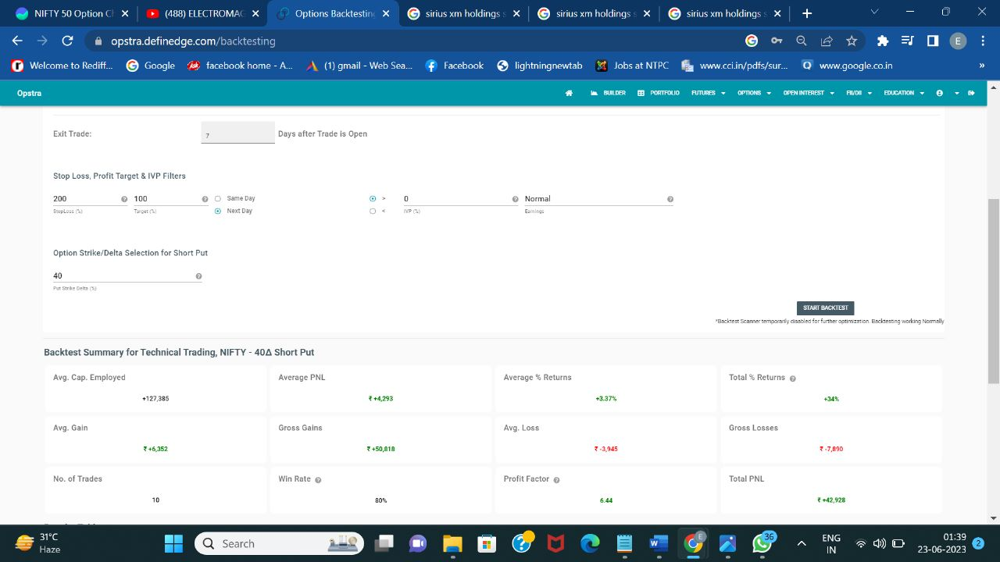 NIFTY 50 Option Ch
(488) ELECTROMAG
Options Backtesting
sirius xm holdings s
sirius xm holdings s
sirius xm holdings s
opstra.definedge.com/backtesting
E
Welcome to Rediff...
Google
facebook home - A...
(1) gmail - Web Sea...
Facebook
lightningnewtab
Jobs at NTPC
www.cci.in/pdfs/sur...
www.google.co.in
»
Opstra
BUILDER
PORTFOLIO
FUTURES
OPTIONS
OPEN INTEREST
FII/DII
EDUCATION
Exit Trade:
7
Days after Trade is Open
Stop Loss, Profit Target & IVP Filters
200
100
Same Day
>
0
Normal
StopLoss (%)
Target (%)
Next Day
<
IVP (%)
Earnings
Option Strike/Delta Selection for Short Put
40
Put Strike Delta (%)
START BACKTEST
*Backtest Scanner temporarily disabled for further optimization. Backtesting working Normally
Backtest Summary for Technical Trading, NIFTY - 40Δ Short Put
Avg. Cap. Employed
Average PNL
Average % Returns
Total % Returns
+127,385
₹ +4,293
+3.37%
+34%
Avg. Gain
Gross Gains
Avg. Loss
Gross Losses
₹ +6,352
₹ +50,818
₹ -3,945
₹ -7,890
No. of Trades
Win Rate
Profit Factor
Total PNL
10
80%
6.44
₹ +42,928
31°C
Haze
Search
36
ENG
IN
01:39
23-06-2023
2